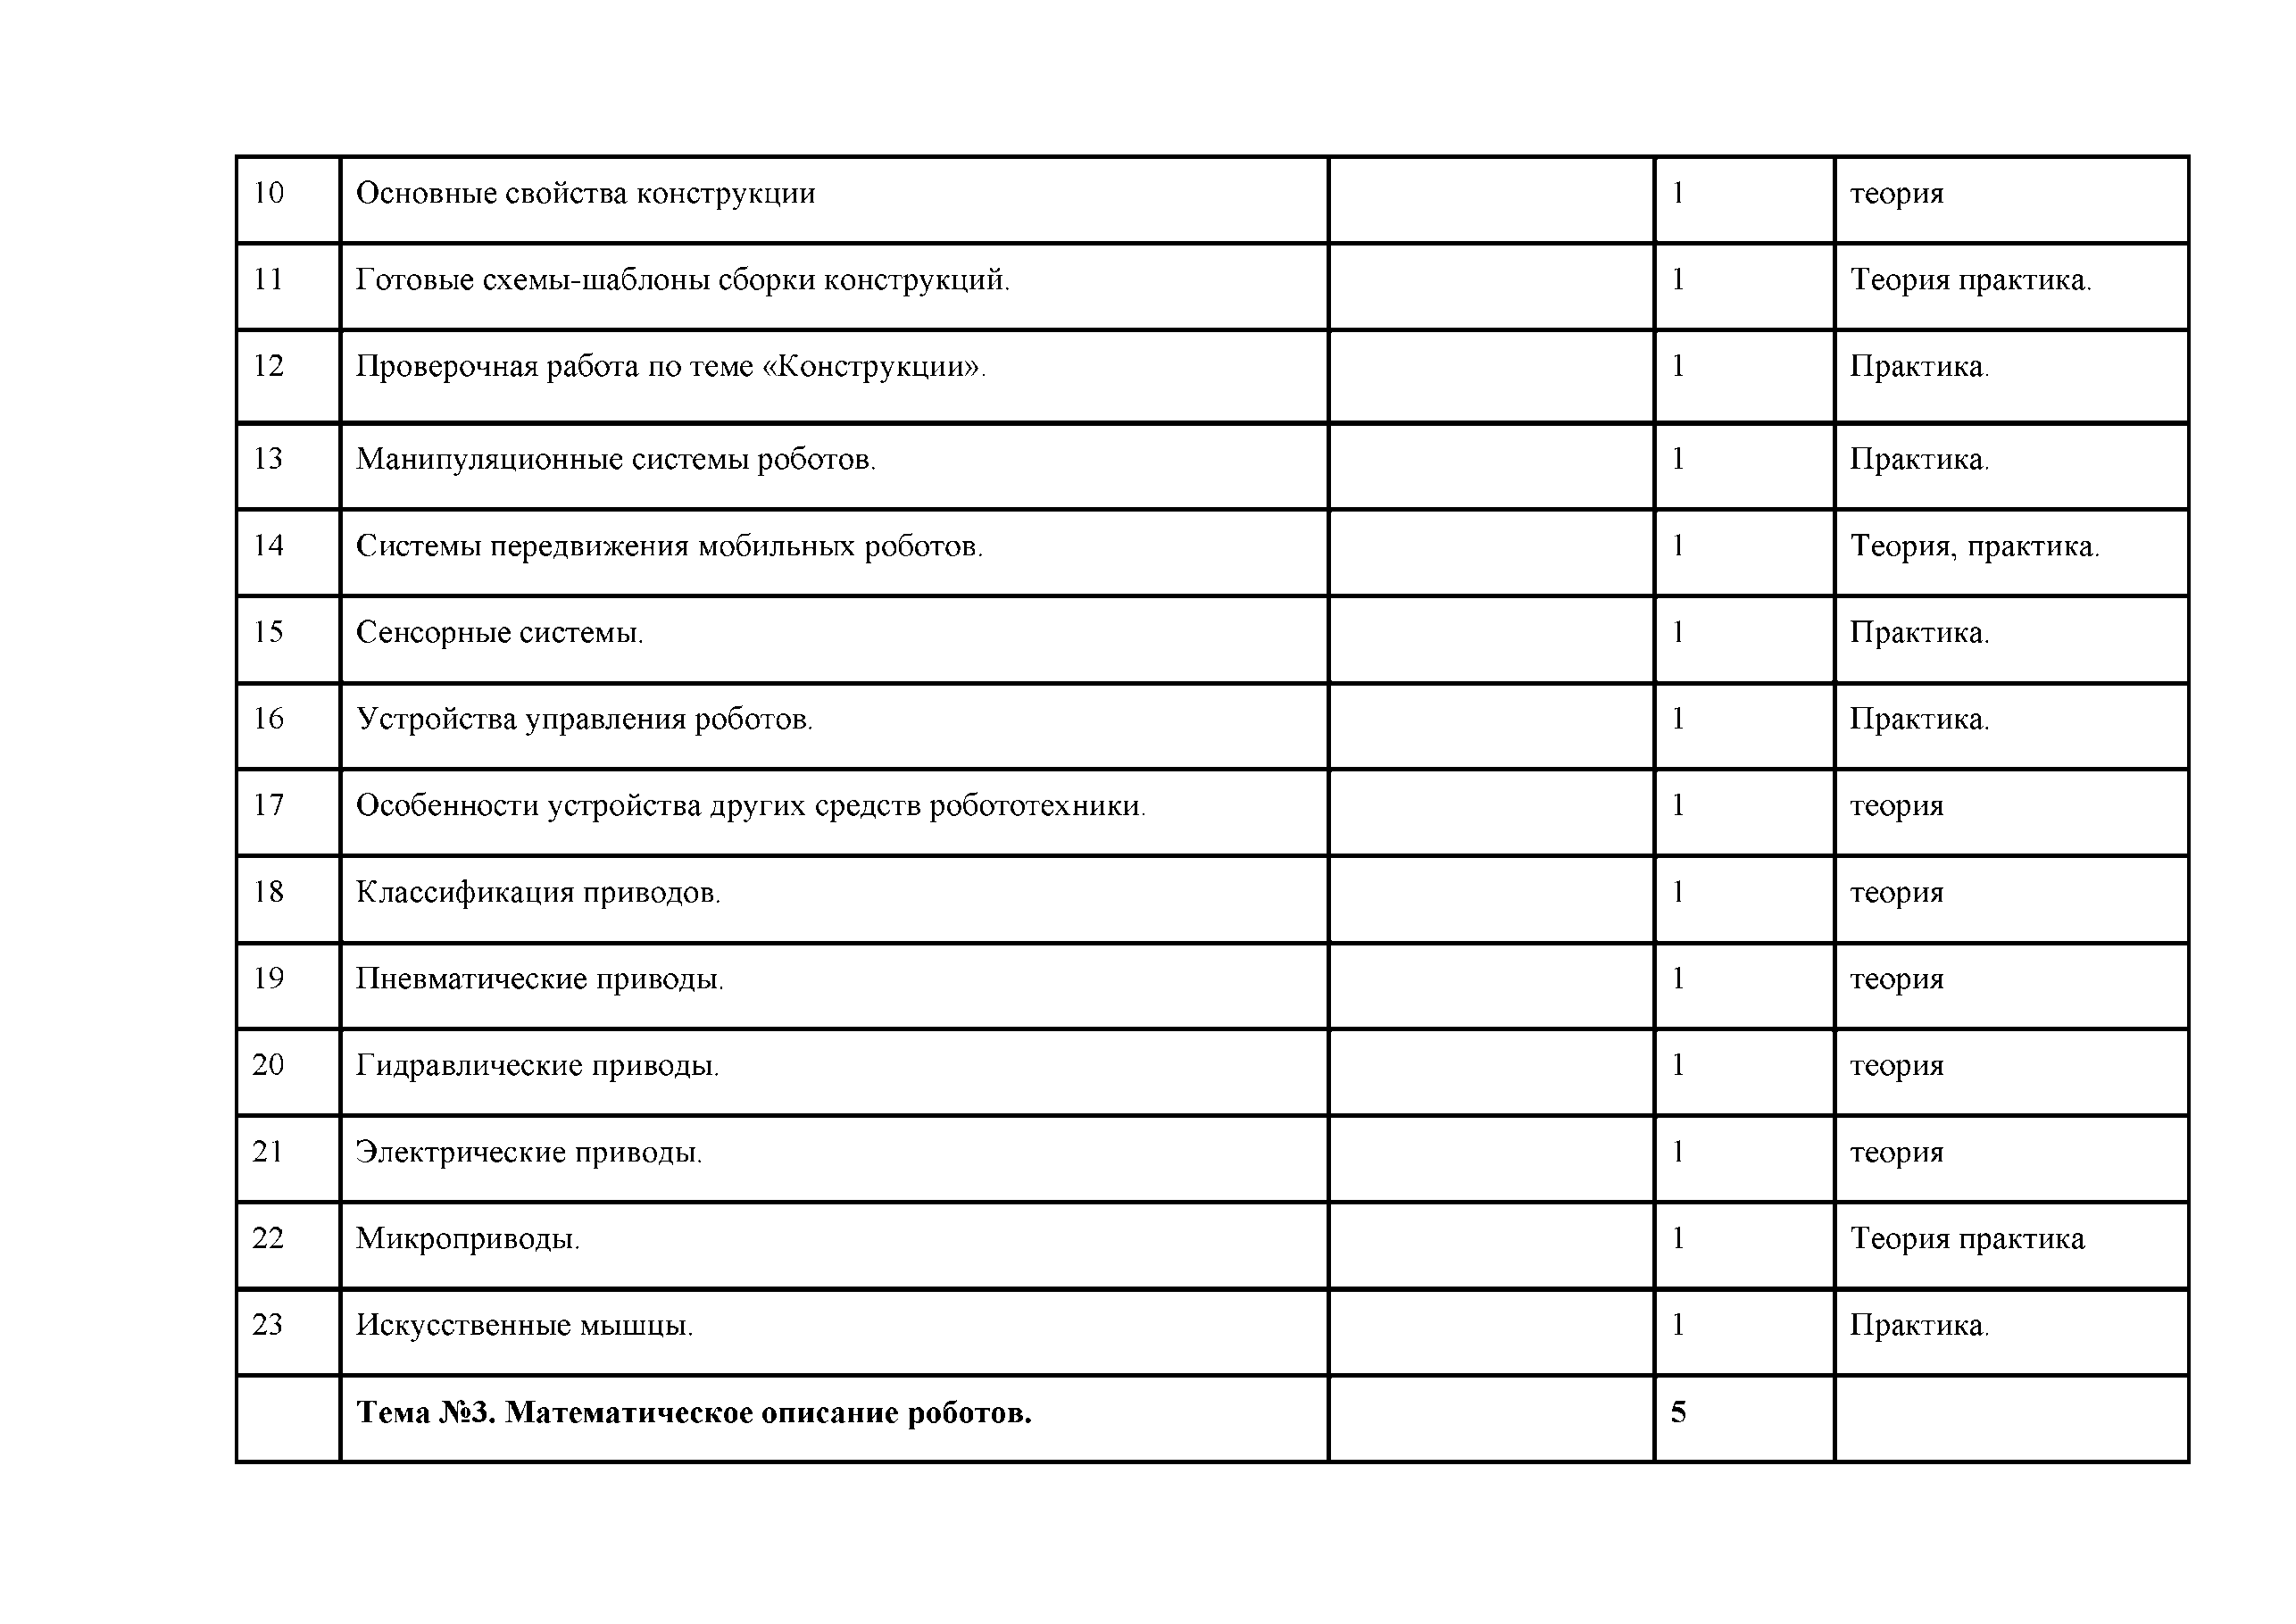 10 Основные свойства конструкции 1 теория
11 Готовые схемы-шаблоны сборки конструкций. 1 Теория практика.
12 Проверочная работа по теме «Конструкции». 1 Практика.
13 Манипуляционные системы роботов. 1 Практика.
14 Системы передвижения мобильных роботов. 1 Теория, практика.
15 Сенсорные системы. 1 Практика.
16 Устройства управления роботов. 1 Практика.
17 Особенности устройства других средств робототехники. 1 теория
18 Классификация приводов. 1 теория
19 Пневматические приводы. 1 теория
20 Гидравлические приводы. 1 теория
21 Электрические приводы. 1 теория
22 Микроприводы. 1 Теория практика
23 Искусственные мышцы. 1 Практика.
Тема №3. Математическое описание роботов. 5